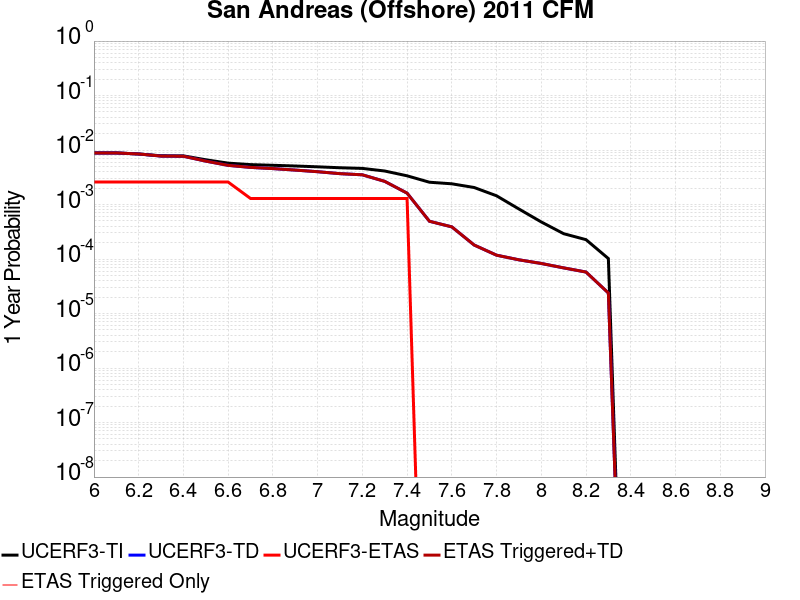 San Andreas (Offshore) 2011 CFM
10 0
10 -1
10 -2
10 -3
10 -4
10 -5
10 -6
10 -7
10 -8
1 Year Probability
6 6.2 6.4 6.6 6.8 7 7.2 7.4 7.6 7.8 8 8.2 8.4 8.6 8.8 9
Magnitude
UCERF3-TI UCERF3-TD UCERF3-ETAS ETAS Triggered+TD
ETAS Triggered Only